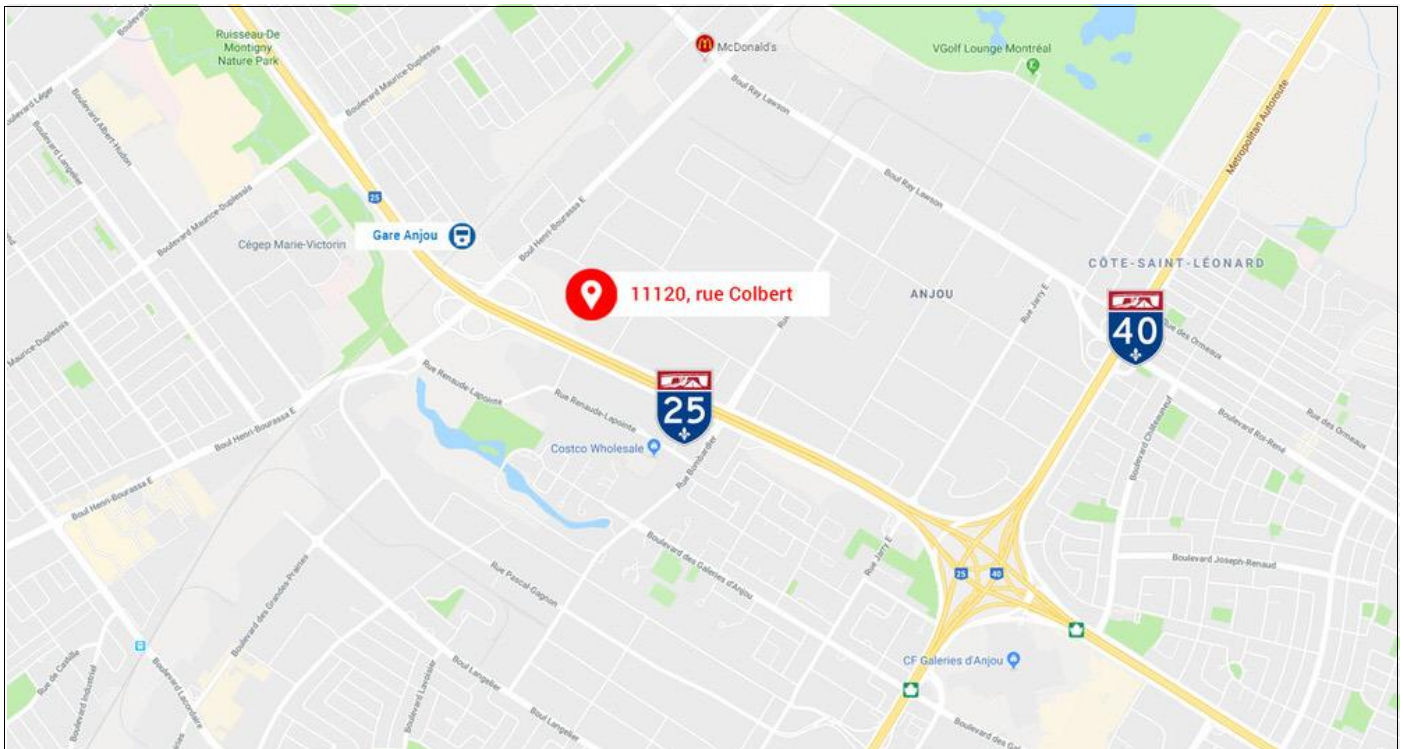 Boulevard
Ruisseau-De
Montigny
Nature Park
McDonald's
VGolf Lounge Montréal
Boulevard Maurice-Duplessis
Boul Ray Lawson
Metropolitan Autoroute
oulevard Léger
Boulevard Albert-Hudon
Boulevard Langelier
Boul Ray Lawson
25
Boulevard Maurice-Duplessis
Boul Henri-Bourassa E
Cégep Marie-Victorin
Gare Anjou
CÔTE-SAINT-LÉONARD
11120, rue Colbert
ANJOU
Rue Jarry E
40
Rue des Ormeaux
Maurice-Duplessis
Rue Renaude-Lapointe
Rue Renaude-Lapointe
25
Boul Henri-Bourassa E
Costco Wholesale
Rue Bombardier
Boulevard Châteauneuf
Boulevard Roi-René
Rue des Ormeaux
Boul Henri-Bourassa E
Boulevard des Galeries d'Anjou
Rue Jarry E
Boulevard Joseph-Renaud
25
40
Rue Pascal-Gagnon
Boulevard des Grandes-Prairies
CF Galeries d'Anjou
Rue de Castille
Boulevard Industriel
Boulevard Lacordaire
Boulevard Lavoisier
Boul Langelier
Boul Langelier
Boulevard des Gal